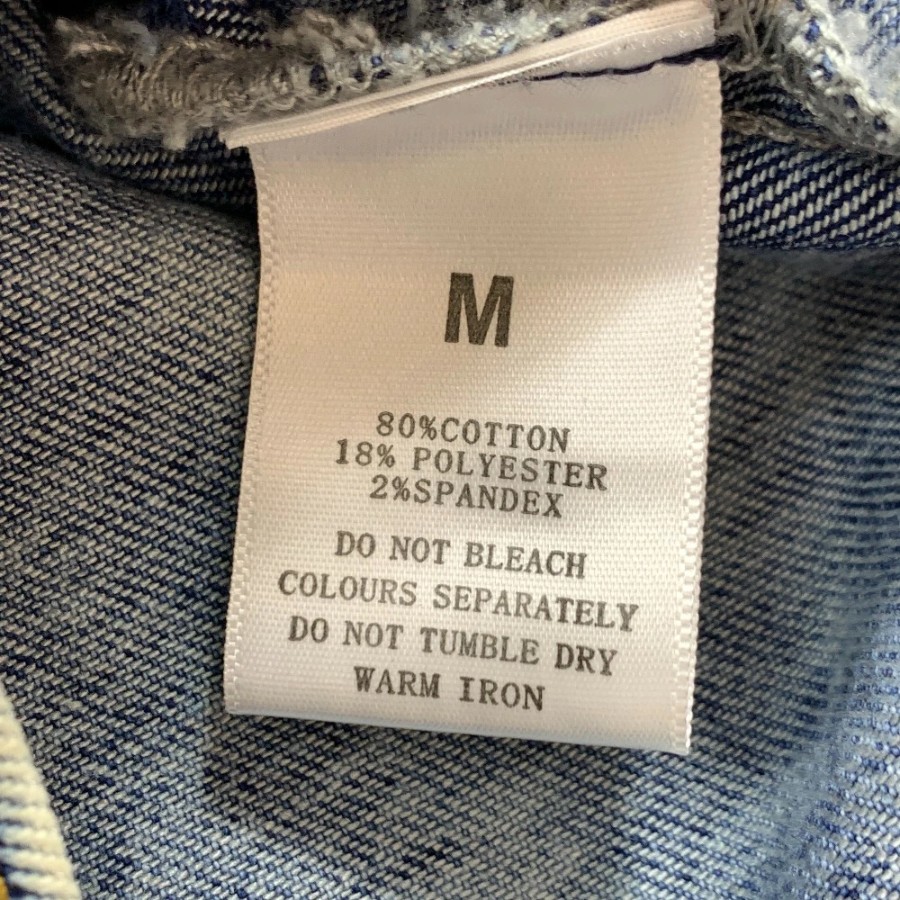 M
80%COTTON
18% POLYESTER
2%SPANDEX
DO NOT BLEACH
COLOURS SEPARATELY
DO NOT TUMBLE DRY
WARM IRON